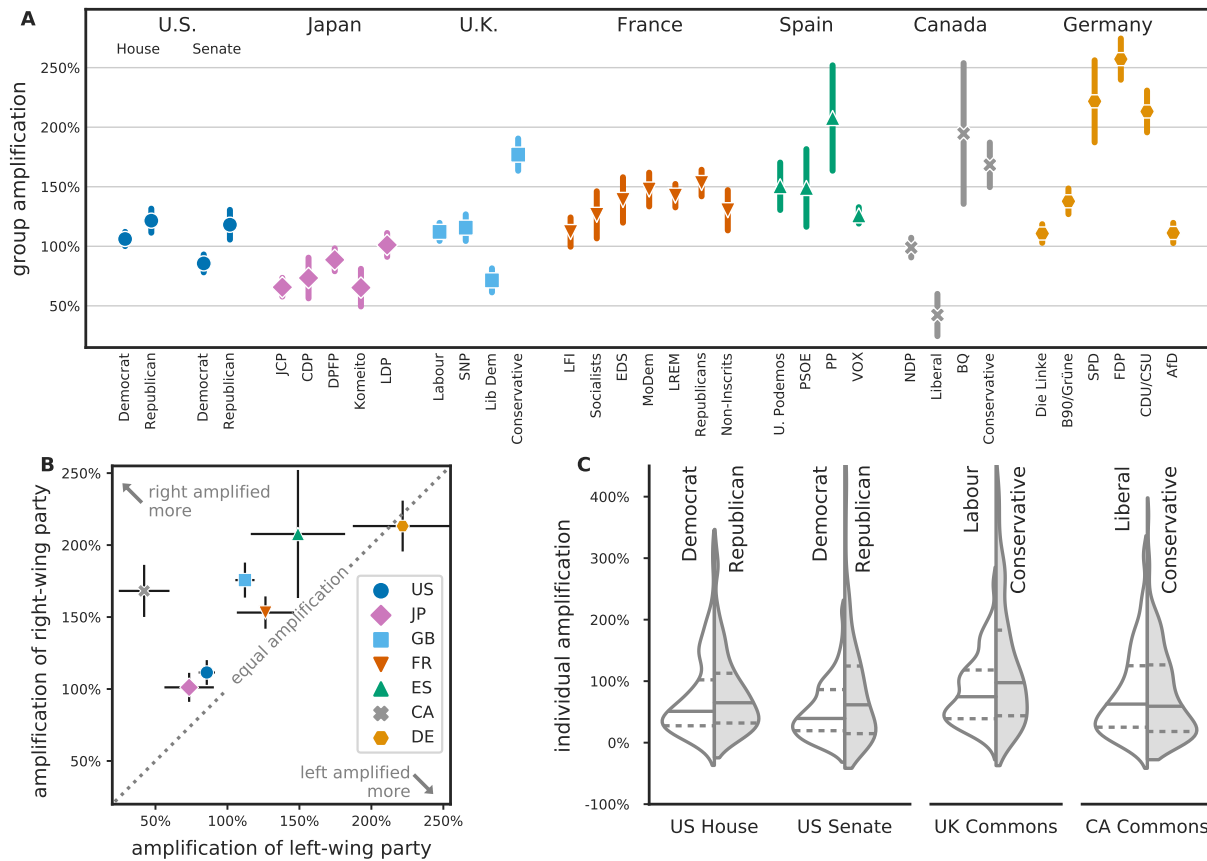 A
U.S.
Japan
U.K.
France
Spain
Canada
Germany
House
Senate
group amplification
250%
200%
150%
100%
50%
Democrat
Republican
Democrat
Republican
JCP
CDP
DPFP
Komeito
LDP
Labour
SNP
Lib Dem
Conservative
LFI
Socialists
EDS
MoDem
LREM
Republicans
Non-Inscrits
U. Podemos
PSOE
PP
VOX
NDP
Liberal
BQ
Conservative
Die Linke
B90/Grüne
SPD
FDP
CDU/CSU
AfD
B
amplification of right-wing party
250%
200%
150%
100%
50%
right amplified
more
equal amplification
US
JP
GB
FR
ES
CA
DE
left amplified
more
50%
100%
150%
200%
250%
amplification of left-wing party
C
individual amplification
400%
300%
200%
100%
0%
-100%
Democrat
Republican
Democrat
Republican
Labour
Conservative
Liberal
Conservative
US House
US Senate
UK Commons
CA Commons